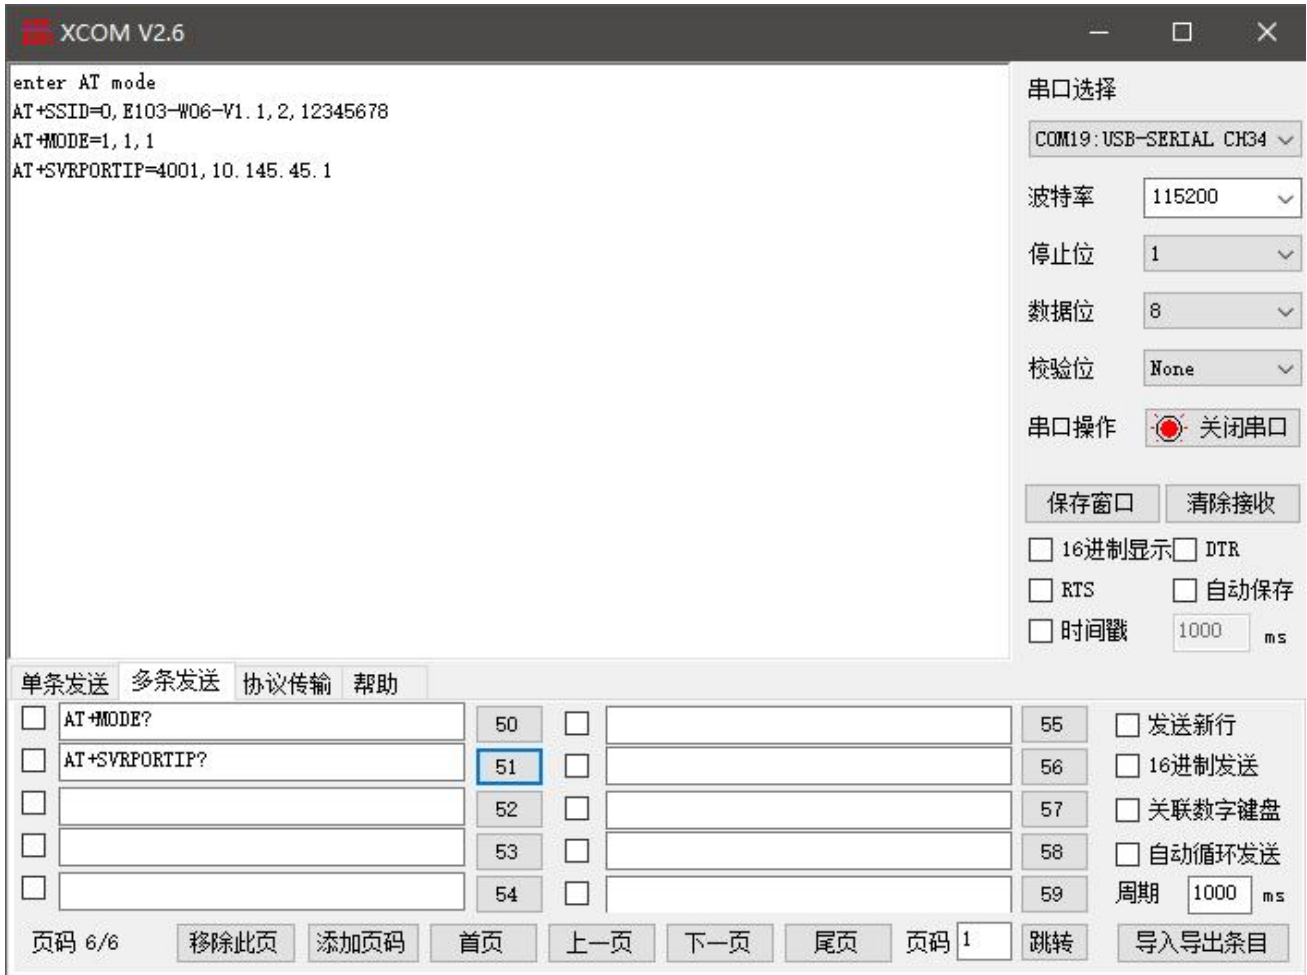 XCOM V2.6
enter AT mode
AT+SSID=0,E103-W06-V1.1,2,12345678
AT+MODE=1,1,1
AT+SVRPORTIP=4001,10.145.45.1
串口选择
COM19:USB-SERIAL CH34
波特率 115200
停止位 1
数据位 8
校验位 None
串口操作 关闭串口
保存窗口 清除接收
16进制显示 DTR
RTS 自动保存
时间戳 1000 ms
单条发送 多条发送 协议传输 帮助
AT+MODE? 50 55 发送新行
AT+SVRPORTIP? 51 56 16进制发送
52 57 关联数字键盘
53 58 自动循环发送
54 59 周期 1000 ms
页码 6/6 移除此页 添加页码 首页 上一页 下一页 尾页 页码 1 跳转 导入导出条目